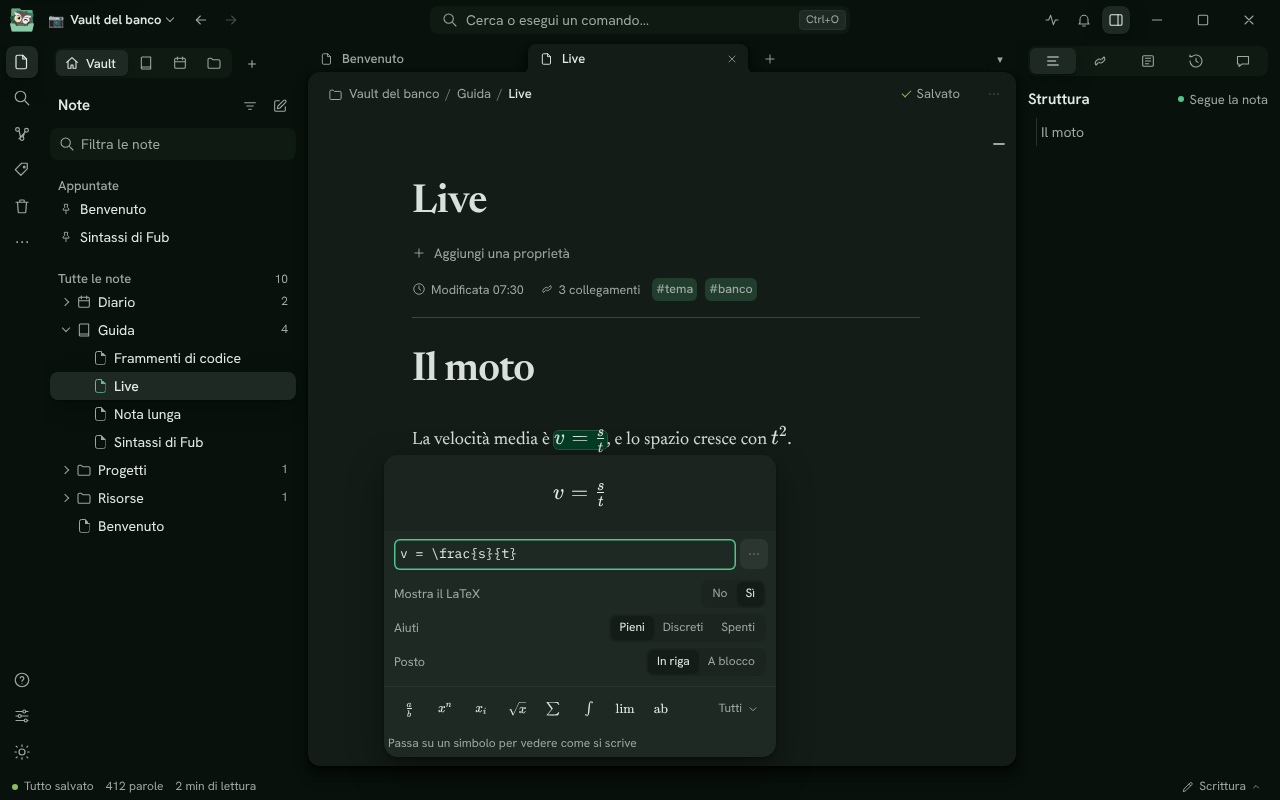 Vault del banco
Cerca o esegui un comando...
Ctrl+O
Vault
Benvenuto
Live
Note
Filtra le note
Appuntate
Benvenuto
Sintassi di Fub
Tutte le note 10
Diario 2
Guida 4
Frammenti di codice
Live
Nota lunga
Sintassi di Fub
Progetti 1
Risorse 1
Benvenuto
Vault del banco / Guida / Live
Salvato
Live
Aggiungi una proprietà
Modificata 07:30 3 collegamenti #tema #banco
Il moto
La velocità media è v = s/t, e lo spazio cresce con t².
v = s/t
v = \frac{s}{t}
Mostra il LaTeX No Sì
Aiuti Pieni Discreti Spenti
Posto In riga A blocco
a/b xⁿ xᵢ √x ∑ ∫ lim ab Tutti
Passa su un simbolo per vedere come si scrive
Struttura Segue la nota
Il moto
Tutto salvato 412 parole 2 min di lettura
Scrittura